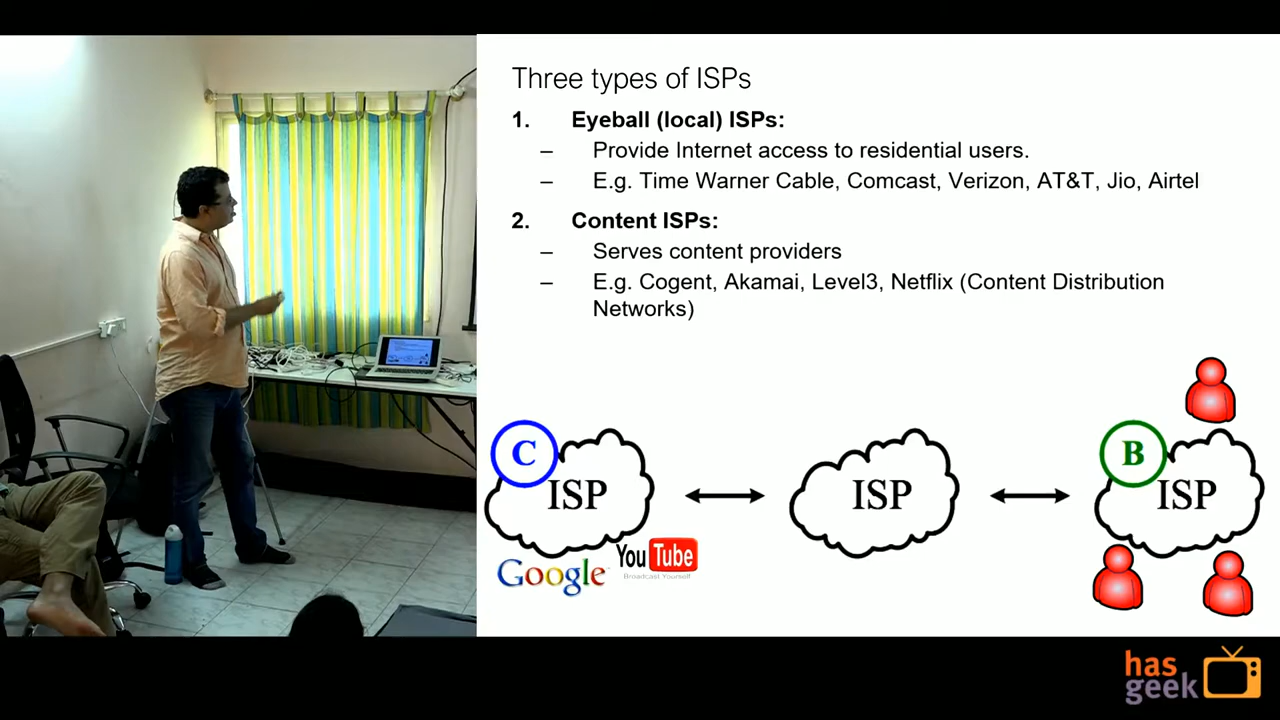 Three types of ISPs
1. Eyeball (local) ISPs:
– Provide Internet access to residential users.
– E.g. Time Warner Cable, Comcast, Verizon, AT&T, Jio, Airtel
2. Content ISPs:
– Serves content providers
– E.g. Cogent, Akamai, Level3, Netflix (Content Distribution
Networks)
C
ISP
ISP
B
ISP
Google
YouTube
Broadcast Yourself
has
geek